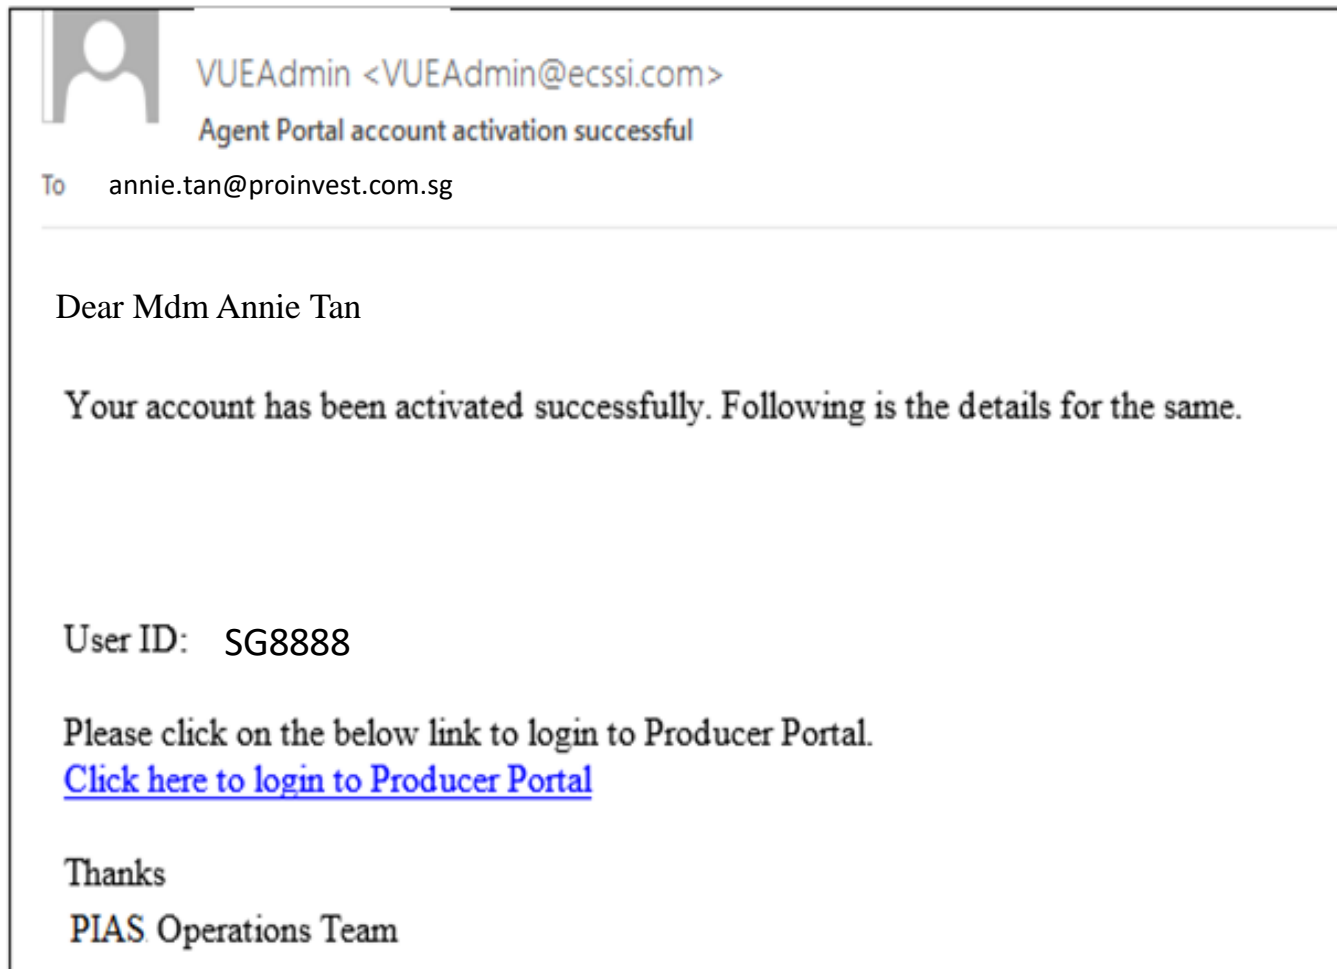 VUEAdmin <VUEAdmin@ecssi.com>
Agent Portal account activation successful
To annie.tan@proinvest.com.sg
Dear Mdm Annie Tan
Your account has been activated successfully. Following is the details for the same.
User ID: SG8888
Please click on the below link to login to Producer Portal.
Click here to login to Producer Portal
Thanks
PIAS Operations Team